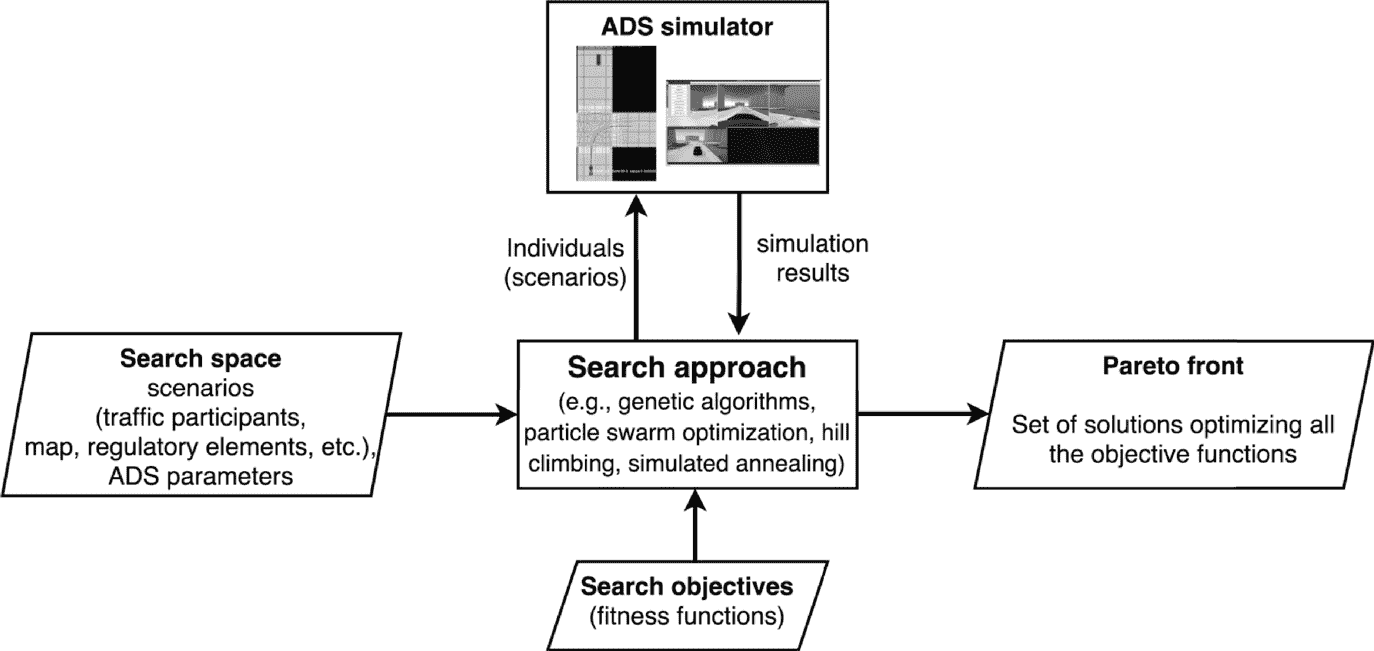 ADS simulator
Individuals
(scenarios)
simulation
results
Search space
scenarios
(traffic participants,
map, regulatory elements, etc.),
ADS parameters
Search approach
(e.g., genetic algorithms,
particle swarm optimization, hill
climbing, simulated annealing)
Pareto front
Set of solutions optimizing all
the objective functions
Search objectives
(fitness functions)